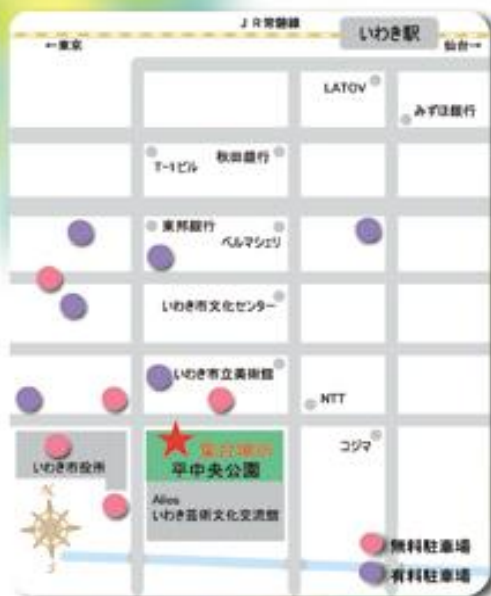 JR常磐線
いわき駅
←東京
仙台→
LATOV
みずほ銀行
T-1ビル
秋田銀行
東邦銀行
ベルマシェリ
いわき市文化センター
いわき市立美術館
NTT
集合場所
平中央公園
コジマ
いわき市役所
Alios
いわき芸術文化交流館
無料駐車場
有料駐車場